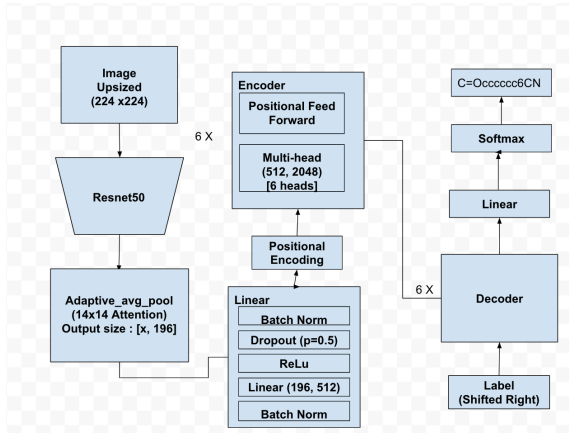 Image
Upsized
(224 x224)
Resnet50
Adaptive_avg_pool
(14x14 Attention)
Output size : [x, 196]
6 X
Encoder
Positional Feed
Forward
Multi-head
(512, 2048)
[6 heads]
Positional
Encoding
Linear
Batch Norm
Dropout (p=0.5)
ReLu
Linear (196, 512)
Batch Norm
C=Occcccc6CN
Softmax
Linear
6 X
Decoder
Label
(Shifted Right)